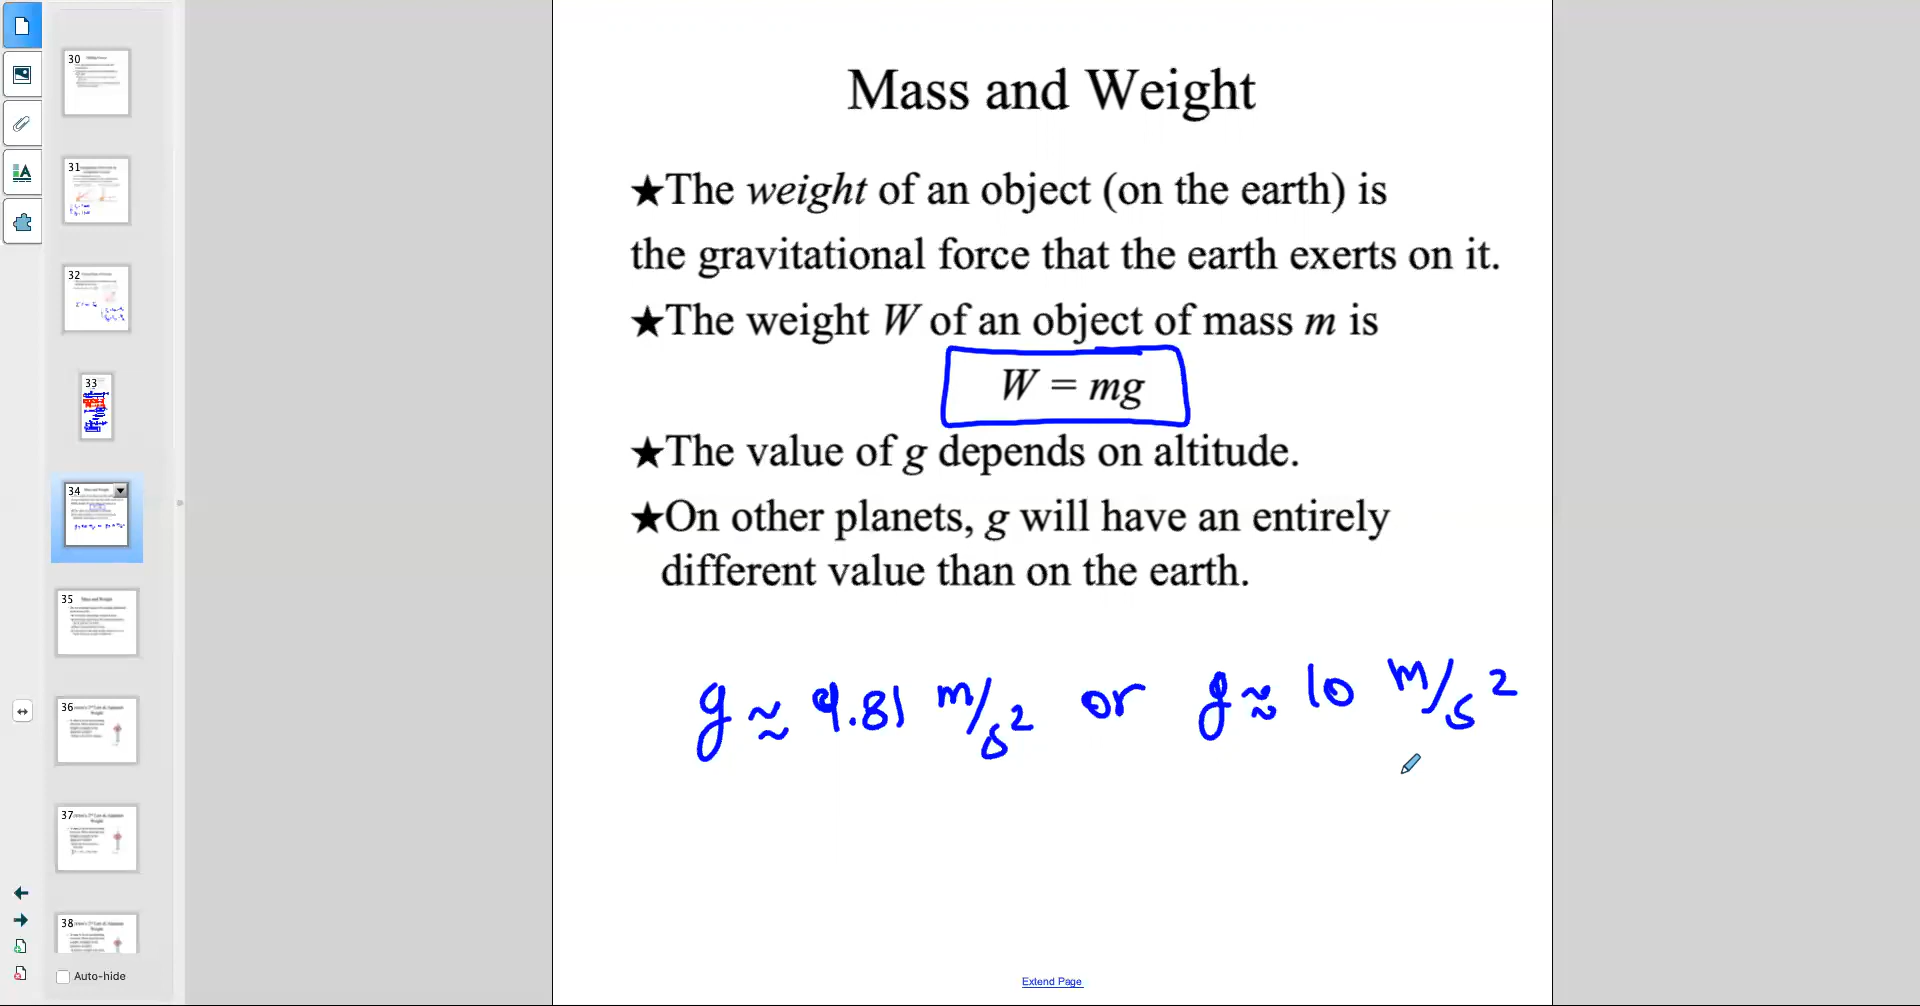 Mass and Weight
★The weight of an object (on the earth) is
the gravitational force that the earth exerts on it.
★The weight W of an object of mass m is
W = mg
★The value of g depends on altitude.
★On other planets, g will have an entirely
different value than on the earth.
g ≈ 9.81 m/s² or g ≈ 10 m/s²
Extend Page
30
31
32
33
34
35
Mass and Weight
36
37
38
Auto-hide